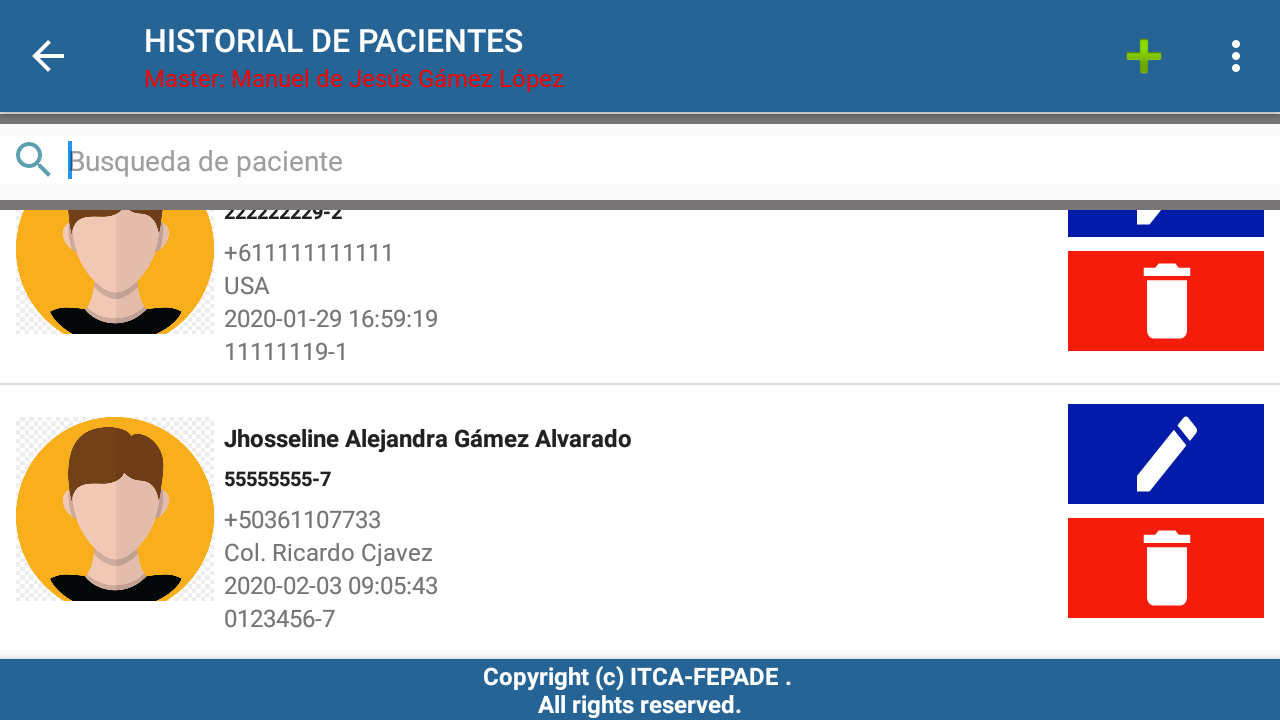 HISTORIAL DE PACIENTES
Master: Manuel de Jesús Gámez López
Busqueda de paciente
222222229-2
+611111111111
USA
2020-01-29 16:59:19
11111119-1
Jhosseline Alejandra Gámez Alvarado
55555555-7
+50361107733
Col. Ricardo Cjavez
2020-02-03 09:05:43
0123456-7
Copyright (c) ITCA-FEPADE .
All rights reserved.